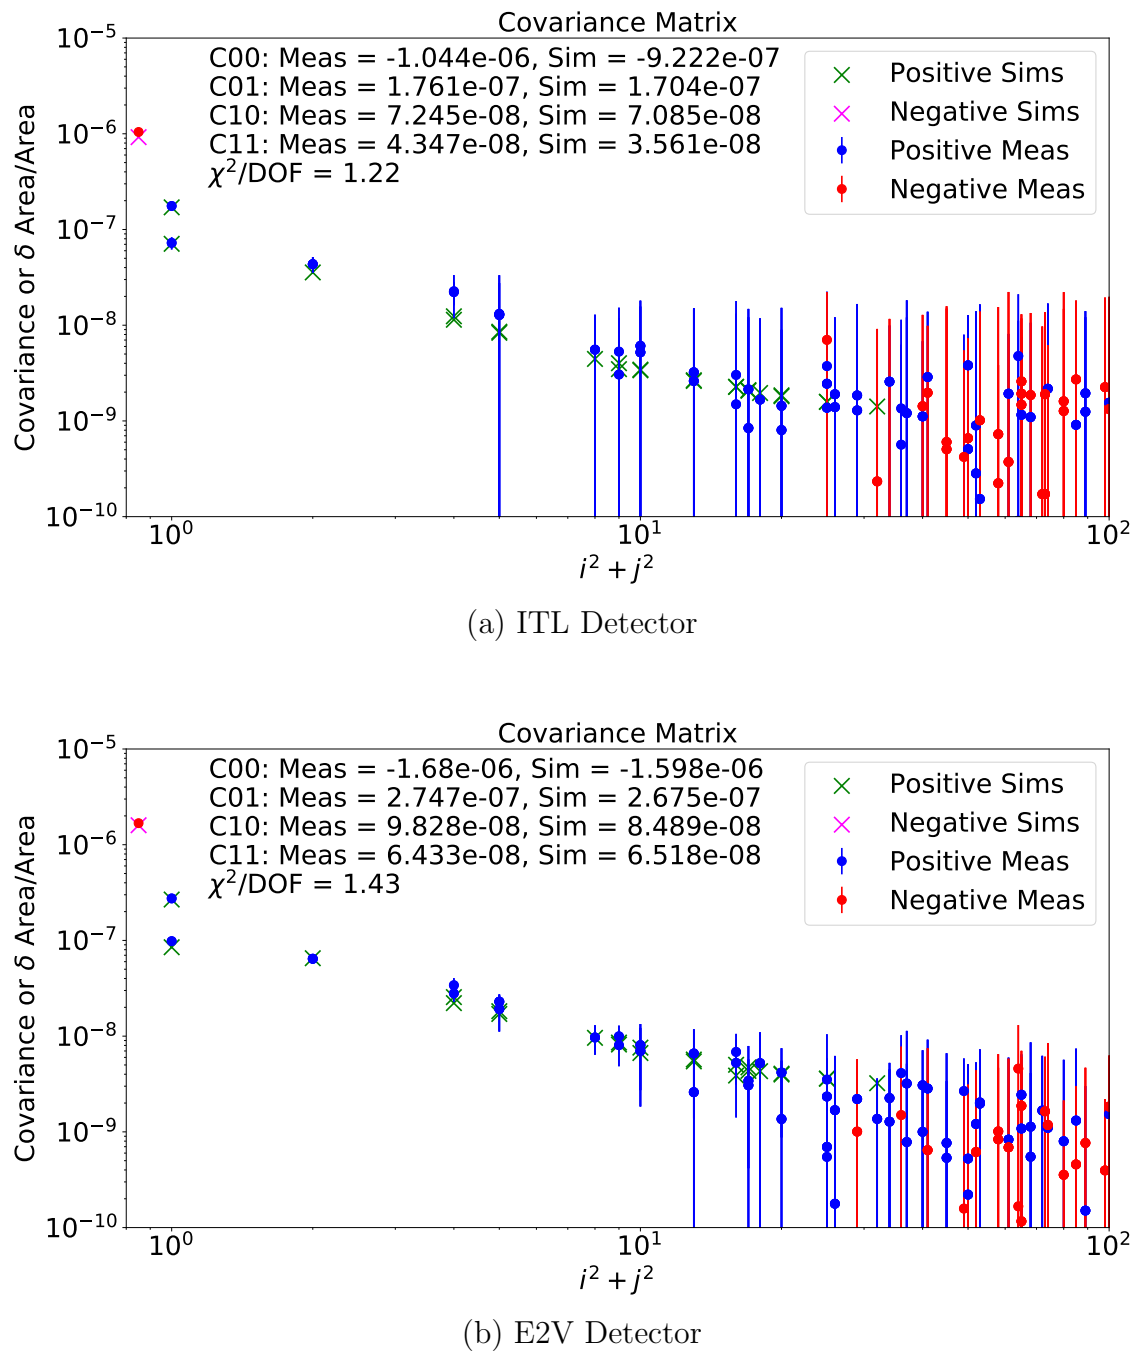 Covariance Matrix
10⁻⁵
C00: Meas = -1.044e-06, Sim = -9.222e-07
C01: Meas = 1.761e-07, Sim = 1.704e-07
C10: Meas = 7.245e-08, Sim = 7.085e-08
C11: Meas = 4.347e-08, Sim = 3.561e-08
χ²/DOF = 1.22
Positive Sims
Negative Sims
Positive Meas
Negative Meas
10⁻⁶
10⁻⁷
10⁻⁸
10⁻⁹
10⁻¹⁰
Covariance or δ Area/Area
10⁰ 10¹ 10²
i² + j²
(a) ITL Detector
Covariance Matrix
10⁻⁵
C00: Meas = -1.68e-06, Sim = -1.598e-06
C01: Meas = 2.747e-07, Sim = 2.675e-07
C10: Meas = 9.828e-08, Sim = 8.489e-08
C11: Meas = 6.433e-08, Sim = 6.518e-08
χ²/DOF = 1.43
Positive Sims
Negative Sims
Positive Meas
Negative Meas
10⁻⁶
10⁻⁷
10⁻⁸
10⁻⁹
10⁻¹⁰
Covariance or δ Area/Area
10⁰ 10¹ 10²
i² + j²
(b) E2V Detector